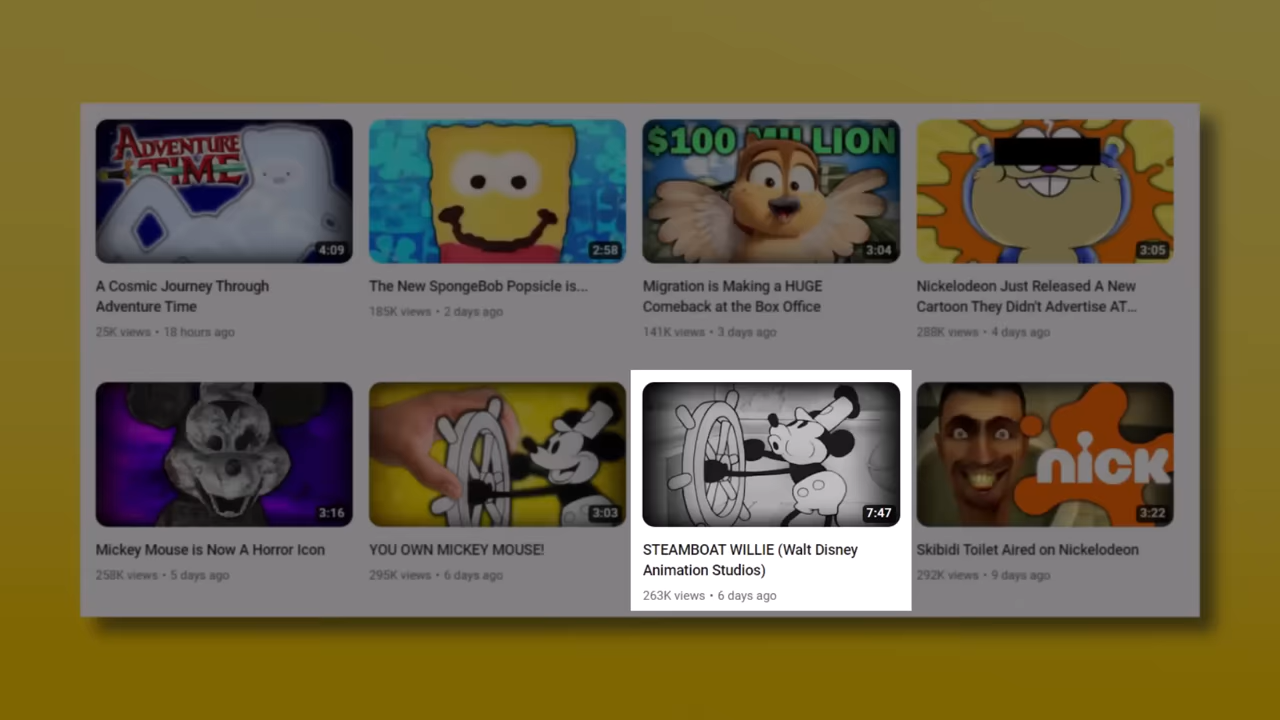 ADVENTURE
TIME
4:09
2:58
$100 MILLION
3:04
3:05
A Cosmic Journey Through
Adventure Time
25K views • 18 hours ago
The New SpongeBob Popsicle is...
185K views • 2 days ago
Migration is Making a HUGE
Comeback at the Box Office
141K views • 3 days ago
Nickelodeon Just Released A New
Cartoon They Didn't Advertise AT...
288K views • 4 days ago
3:16
3:03
7:47
nick
3:22
Mickey Mouse is Now A Horror Icon
258K views • 5 days ago
YOU OWN MICKEY MOUSE!
295K views • 6 days ago
STEAMBOAT WILLIE (Walt Disney
Animation Studios)
263K views • 6 days ago
Skibidi Toilet Aired on Nickelodeon
292K views • 9 days ago